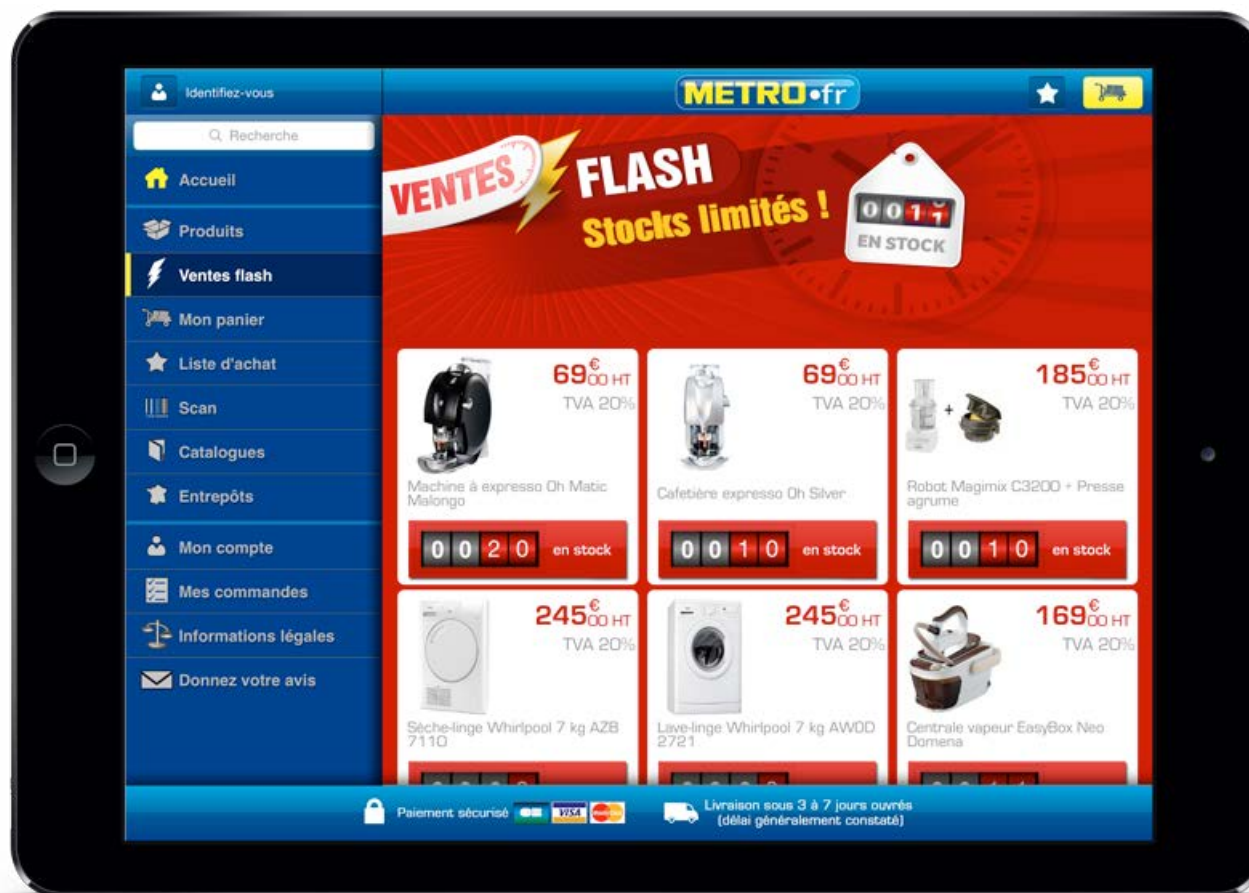 Identifiez-vous
METRO•fr
Recherche
Accueil
Produits
Ventes flash
Mon panier
Liste d'achat
Scan
Catalogues
Entrepôts
Mon compte
Mes commandes
Informations légales
Donnez votre avis
VENTES FLASH
Stocks limités !
EN STOCK
69€00 HT
TVA 20%
Machine à expresso Oh Matic
Malongo
0020 en stock
69€00 HT
TVA 20%
Cafetière expresso Oh Silver
0010 en stock
185€00 HT
TVA 20%
+
Robot Magimix C3200 + Presse
agrume
0010 en stock
245€00 HT
TVA 20%
Sèche-linge Whirlpool 7 kg AZB
7110
245€00 HT
TVA 20%
Lave-linge Whirlpool 7 kg AWOD
2721
169€00 HT
TVA 20%
Centrale vapeur EasyBox Neo
Domena
Paiement sécurisé VISA
Livraison sous 3 à 7 jours ouvrés
(délai généralement constaté)